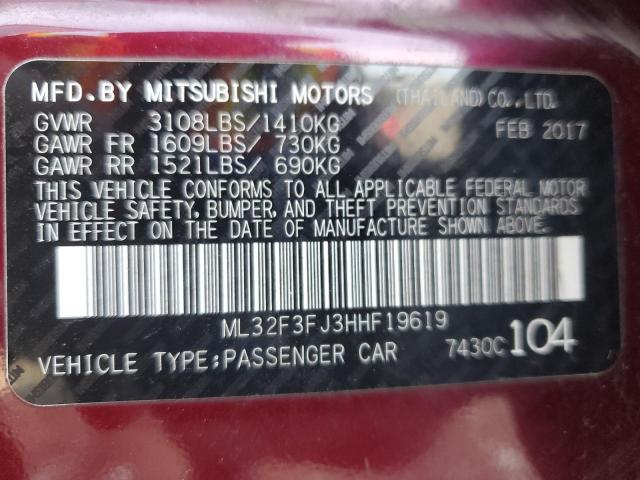 MFD.BY MITSUBISHI MOTORS (THAILAND) CO.,LTD.
GVWR 3108LBS/1410KG FEB 2017
GAWR FR 1609LBS/ 730KG
GAWR RR 1521LBS/ 690KG
THIS VEHICLE CONFORMS TO ALL APPLICABLE FEDERAL MOTOR
VEHICLE SAFETY, BUMPER, AND THEFT PREVENTION STANDARDS
IN EFFECT ON THE DATE OF MANUFACTURE SHOWN ABOVE.
ML32F3FJ3HHF19619
VEHICLE TYPE:PASSENGER CAR 7430C 104